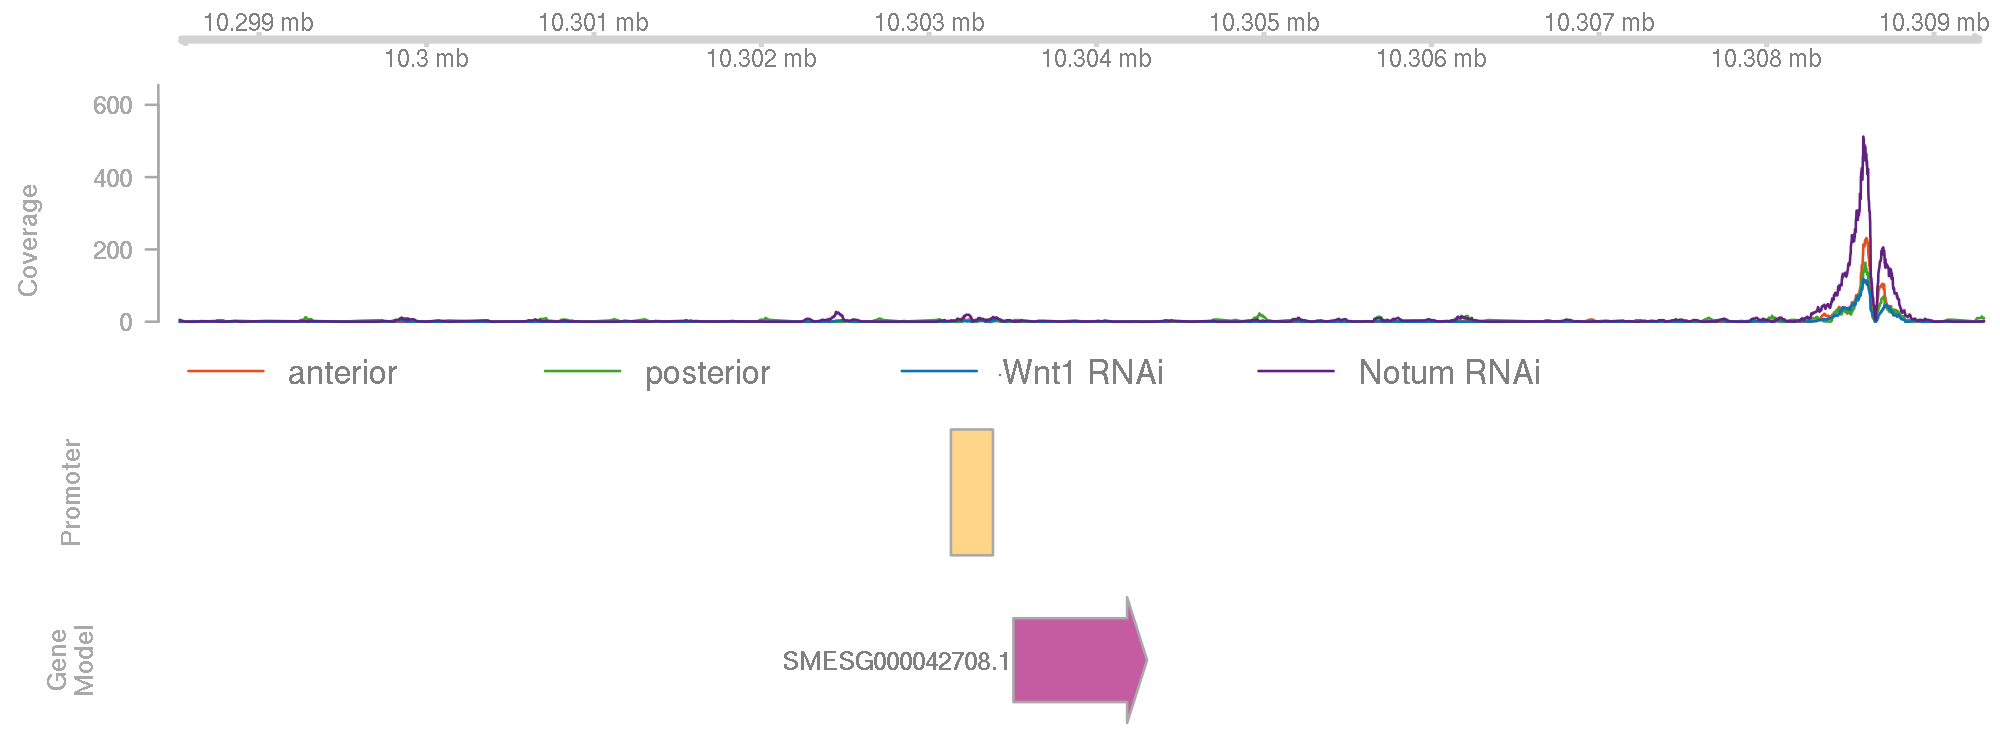 10.299 mb 10.301 mb 10.303 mb 10.305 mb 10.307 mb 10.309 mb
10.3 mb 10.302 mb 10.304 mb 10.306 mb 10.308 mb
600
400
200
0
Coverage
anterior posterior Wnt1 RNAi Notum RNAi
Promoter
Gene
Model
SMESG000042708.1